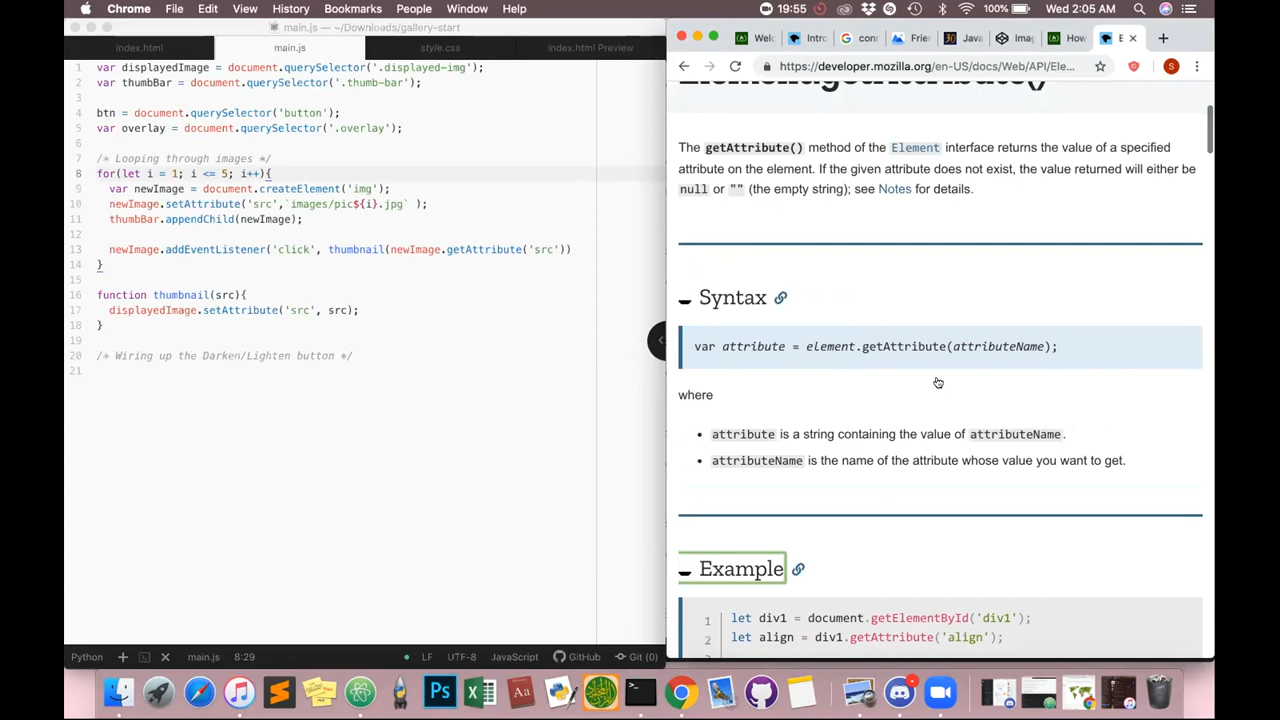 Chrome File Edit View History Bookmarks People Window Help 19:55 100% Wed 2:05 AM
main.js — ~/Downloads/gallery-start
index.html main.js style.css index.html Preview
1 var displayedImage = document.querySelector('.displayed-img');
2 var thumbBar = document.querySelector('.thumb-bar');
3
4 btn = document.querySelector('button');
5 var overlay = document.querySelector('.overlay');
6
7 /* Looping through images */
8 for(let i = 1; i <= 5; i++){
9 var newImage = document.createElement('img');
10 newImage.setAttribute('src',`images/pic${i}.jpg` );
11 thumbBar.appendChild(newImage);
12
13 newImage.addEventListener('click', thumbnail(newImage.getAttribute('src'))
14 }
15
16 function thumbnail(src){
17 displayedImage.setAttribute('src', src);
18 }
19
20 /* Wiring up the Darken/Lighten button */
21
Python main.js 8:29 LF UTF-8 JavaScript GitHub Git (0)
Welc Intro conn Frie Java Imag How E
https://developer.mozilla.org/en-US/docs/Web/API/Ele... S
Element.getAttribute()
The getAttribute() method of the Element interface returns the value of a specified
attribute on the element. If the given attribute does not exist, the value returned will either be
null or "" (the empty string); see Notes for details.
Syntax
var attribute = element.getAttribute(attributeName);
where
• attribute is a string containing the value of attributeName.
• attributeName is the name of the attribute whose value you want to get.
Example
1 let div1 = document.getElementById('div1');
2 let align = div1.getAttribute('align');
Ps Aa